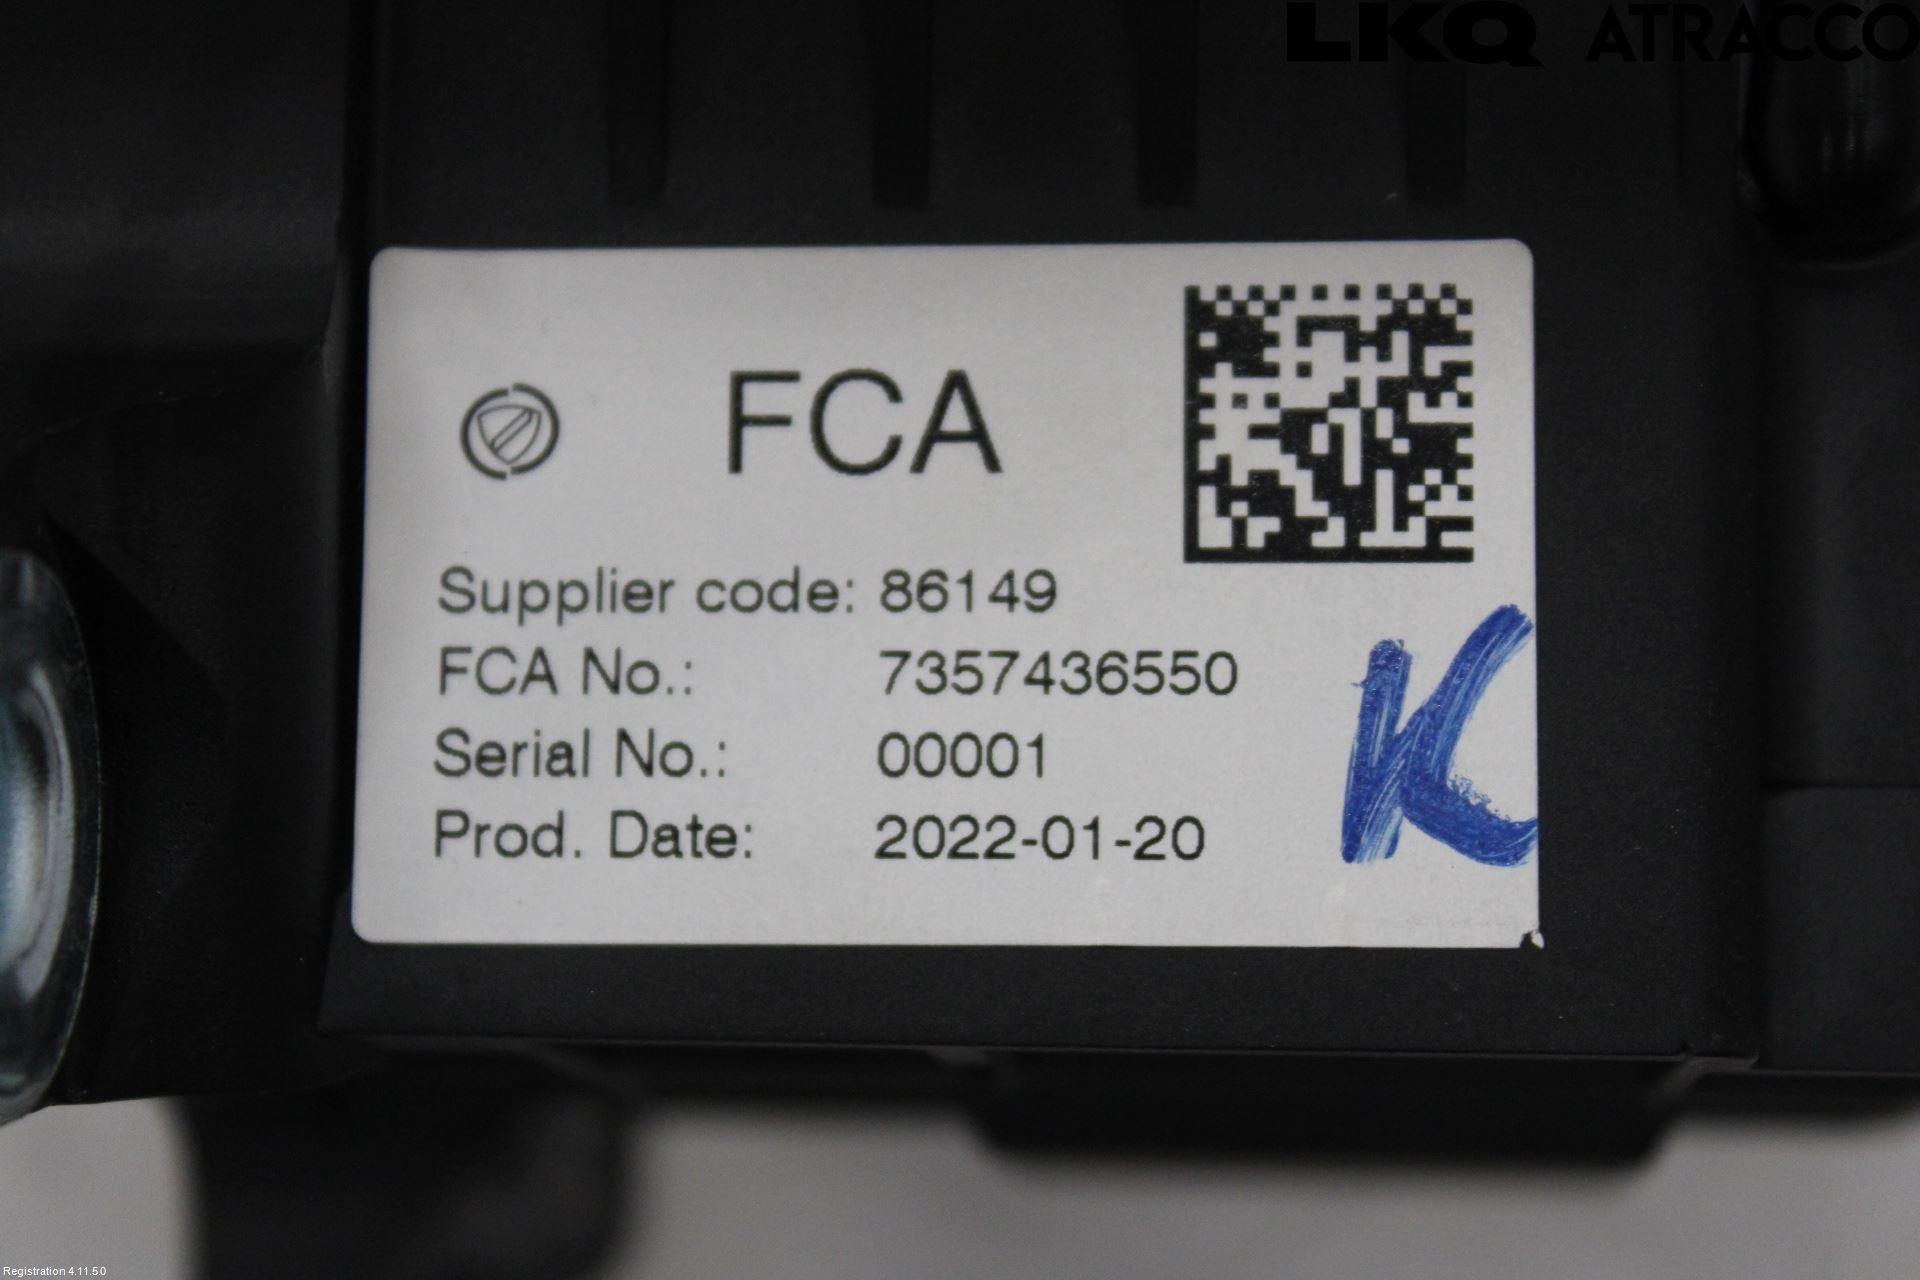 LKQ ATRACCO
FCA
Supplier code: 86149
FCA No.: 7357436550
Serial No.: 00001
Prod. Date: 2022-01-20
K
Registration 4.11.5.0